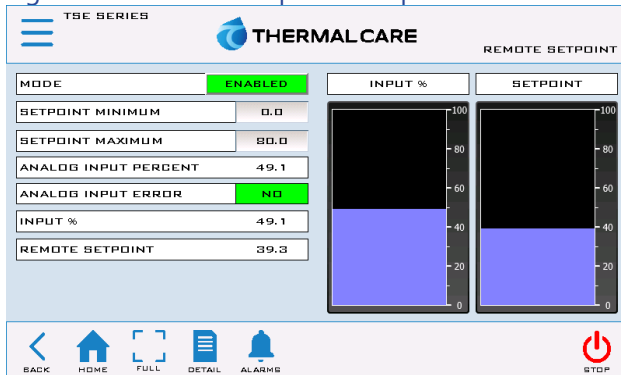 TSE SERIES
THERMALCARE
REMOTE SETPOINT
MODE ENABLED
SETPOINT MINIMUM 0.0
SETPOINT MAXIMUM 80.0
ANALOG INPUT PERCENT 49.1
ANALOG INPUT ERROR NO
INPUT % 49.1
REMOTE SETPOINT 39.3
INPUT % SETPOINT
100 100
80 80
60 60
40 40
20 20
0 0
BACK HOME FULL DETAIL ALARMS STOP